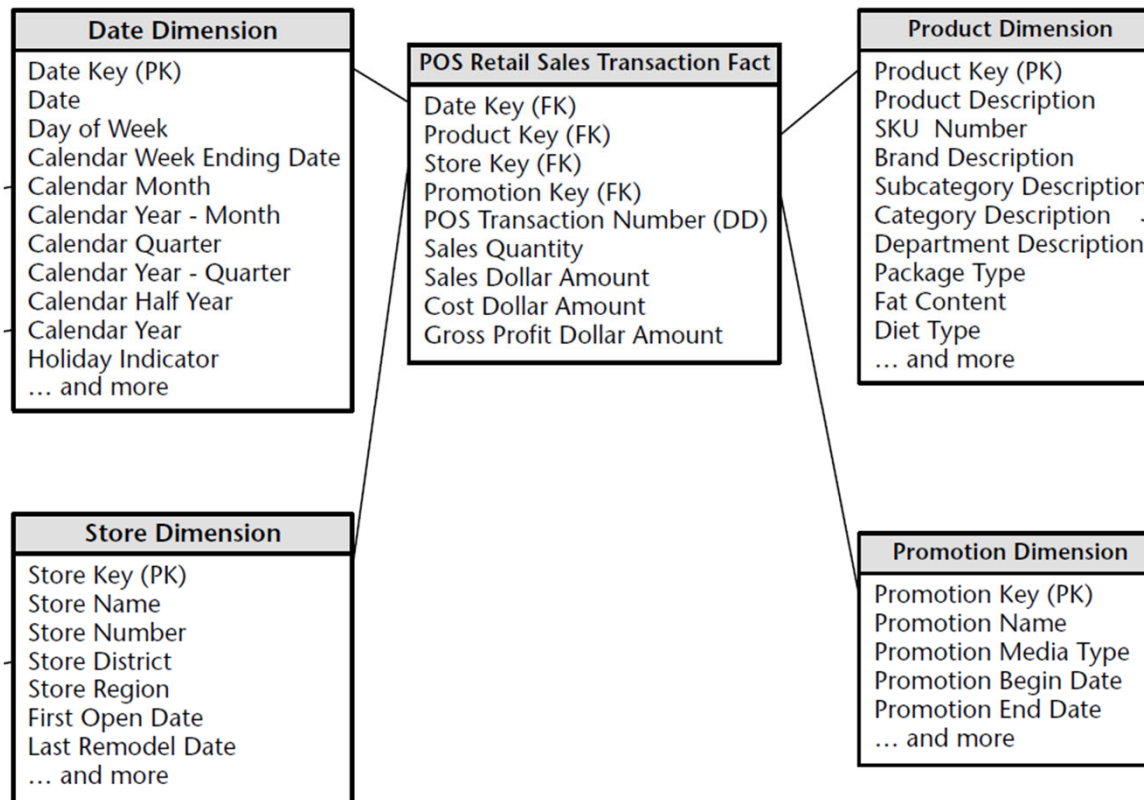 Date Dimension
Date Key (PK)
Date
Day of Week
Calendar Week Ending Date
Calendar Month
Calendar Year - Month
Calendar Quarter
Calendar Year - Quarter
Calendar Half Year
Calendar Year
Holiday Indicator
... and more
POS Retail Sales Transaction Fact
Date Key (FK)
Product Key (FK)
Store Key (FK)
Promotion Key (FK)
POS Transaction Number (DD)
Sales Quantity
Sales Dollar Amount
Cost Dollar Amount
Gross Profit Dollar Amount
Product Dimension
Product Key (PK)
Product Description
SKU Number
Brand Description
Subcategory Description
Category Description
Department Description
Package Type
Fat Content
Diet Type
... and more
Store Dimension
Store Key (PK)
Store Name
Store Number
Store District
Store Region
First Open Date
Last Remodel Date
... and more
Promotion Dimension
Promotion Key (PK)
Promotion Name
Promotion Media Type
Promotion Begin Date
Promotion End Date
... and more